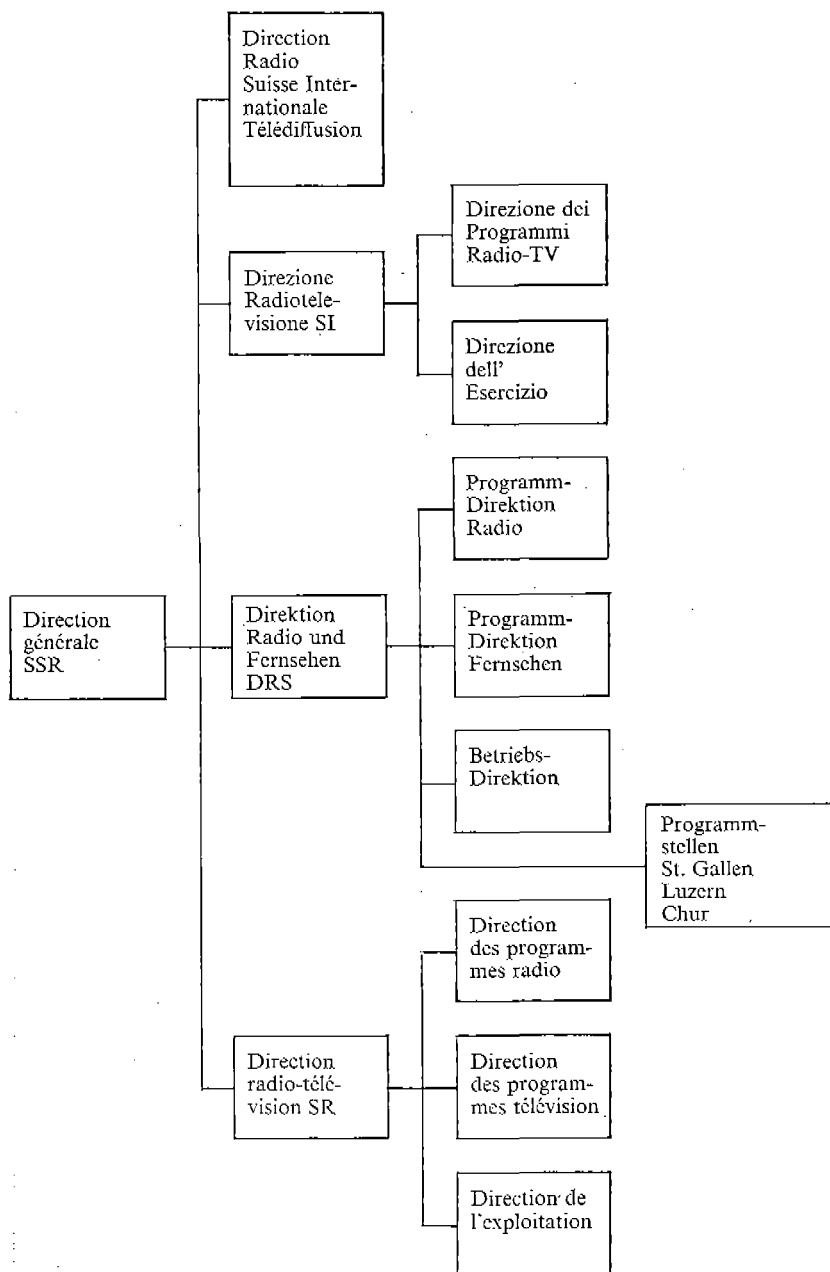 Direction
Radio
Suisse Inter-
nationale
Télédiffusion
Direzione dei
Programmi
Radio-TV
Direzione
Radiotele-
visione SI
Direzione
dell'
Esercizio
Programm-
Direktion
Radio
Direction
générale
SSR
Direktion
Radio und
Fernsehen
DRS
Programm-
Direktion
Fernsehen
Betriebs-
Direktion
Programm-
stellen
St. Gallen
Luzern
Chur
Direction
des program-
mes radio
Direction
radio-télé-
vision SR
Direction
des program-
mes télévision
Direction de
l'exploitation